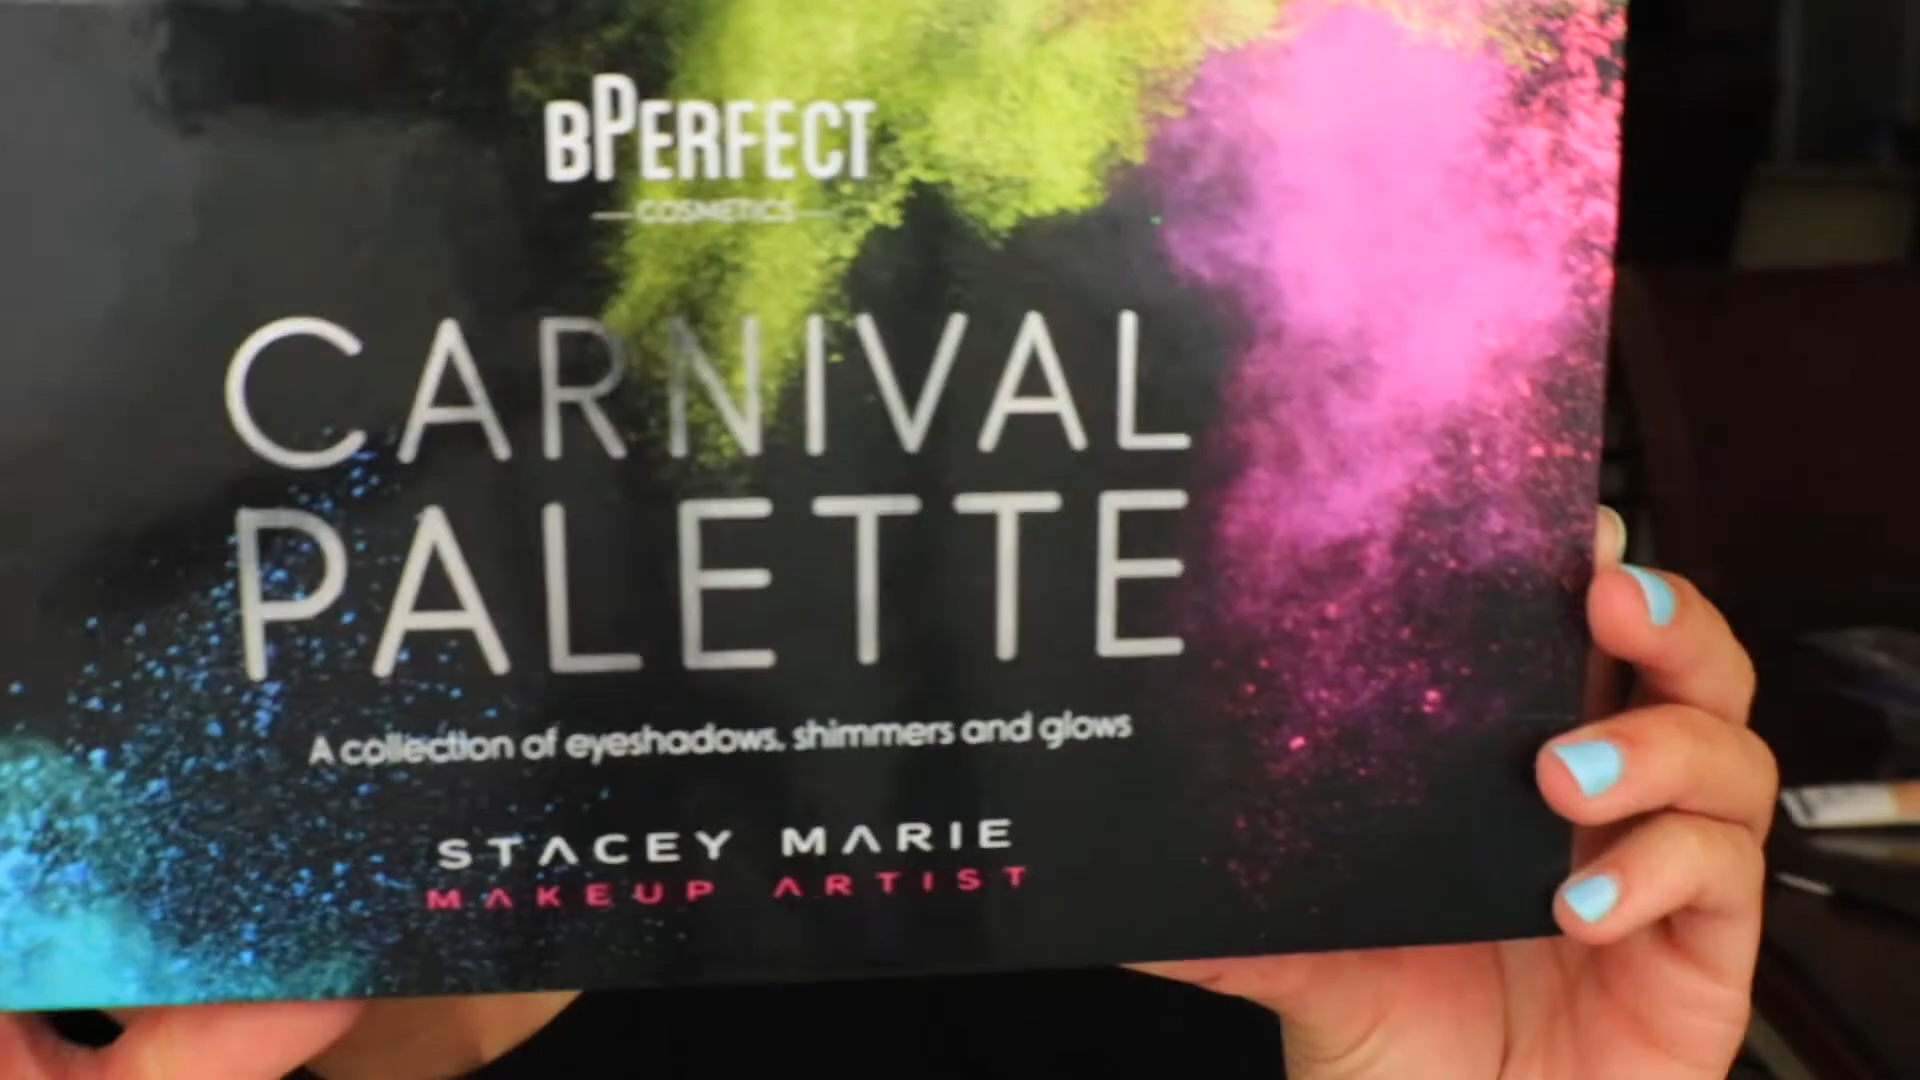 BPERFECT
COSMETICS
CARNIVAL
PALETTE
A collection of eyeshadows, shimmers and glows
STACEY MARIE
MAKEUP ARTIST